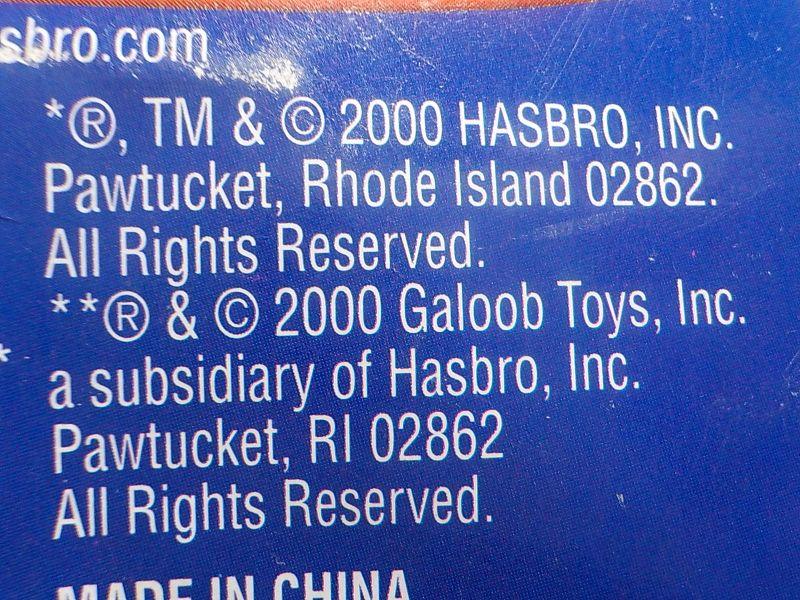 sbro.com
*®, TM & © 2000 HASBRO, INC.
Pawtucket, Rhode Island 02862.
All Rights Reserved.
**® & © 2000 Galoob Toys, Inc.
*
a subsidiary of Hasbro, Inc.
Pawtucket, RI 02862
All Rights Reserved.
MADE IN CHINA